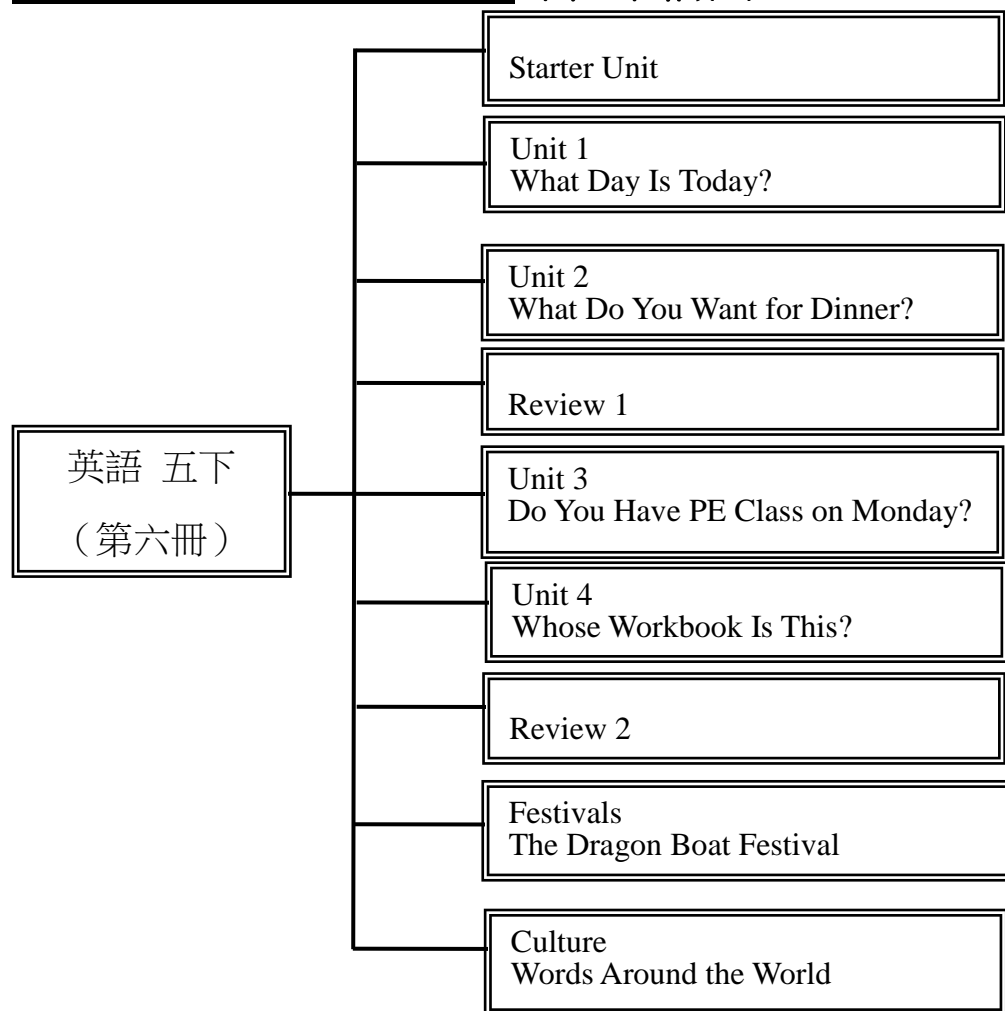 Starter Unit
Unit 1
What Day Is Today?
Unit 2
What Do You Want for Dinner?
Review 1
英語 五下
（第六冊）
Unit 3
Do You Have PE Class on Monday?
Unit 4
Whose Workbook Is This?
Review 2
Festivals
The Dragon Boat Festival
Culture
Words Around the World